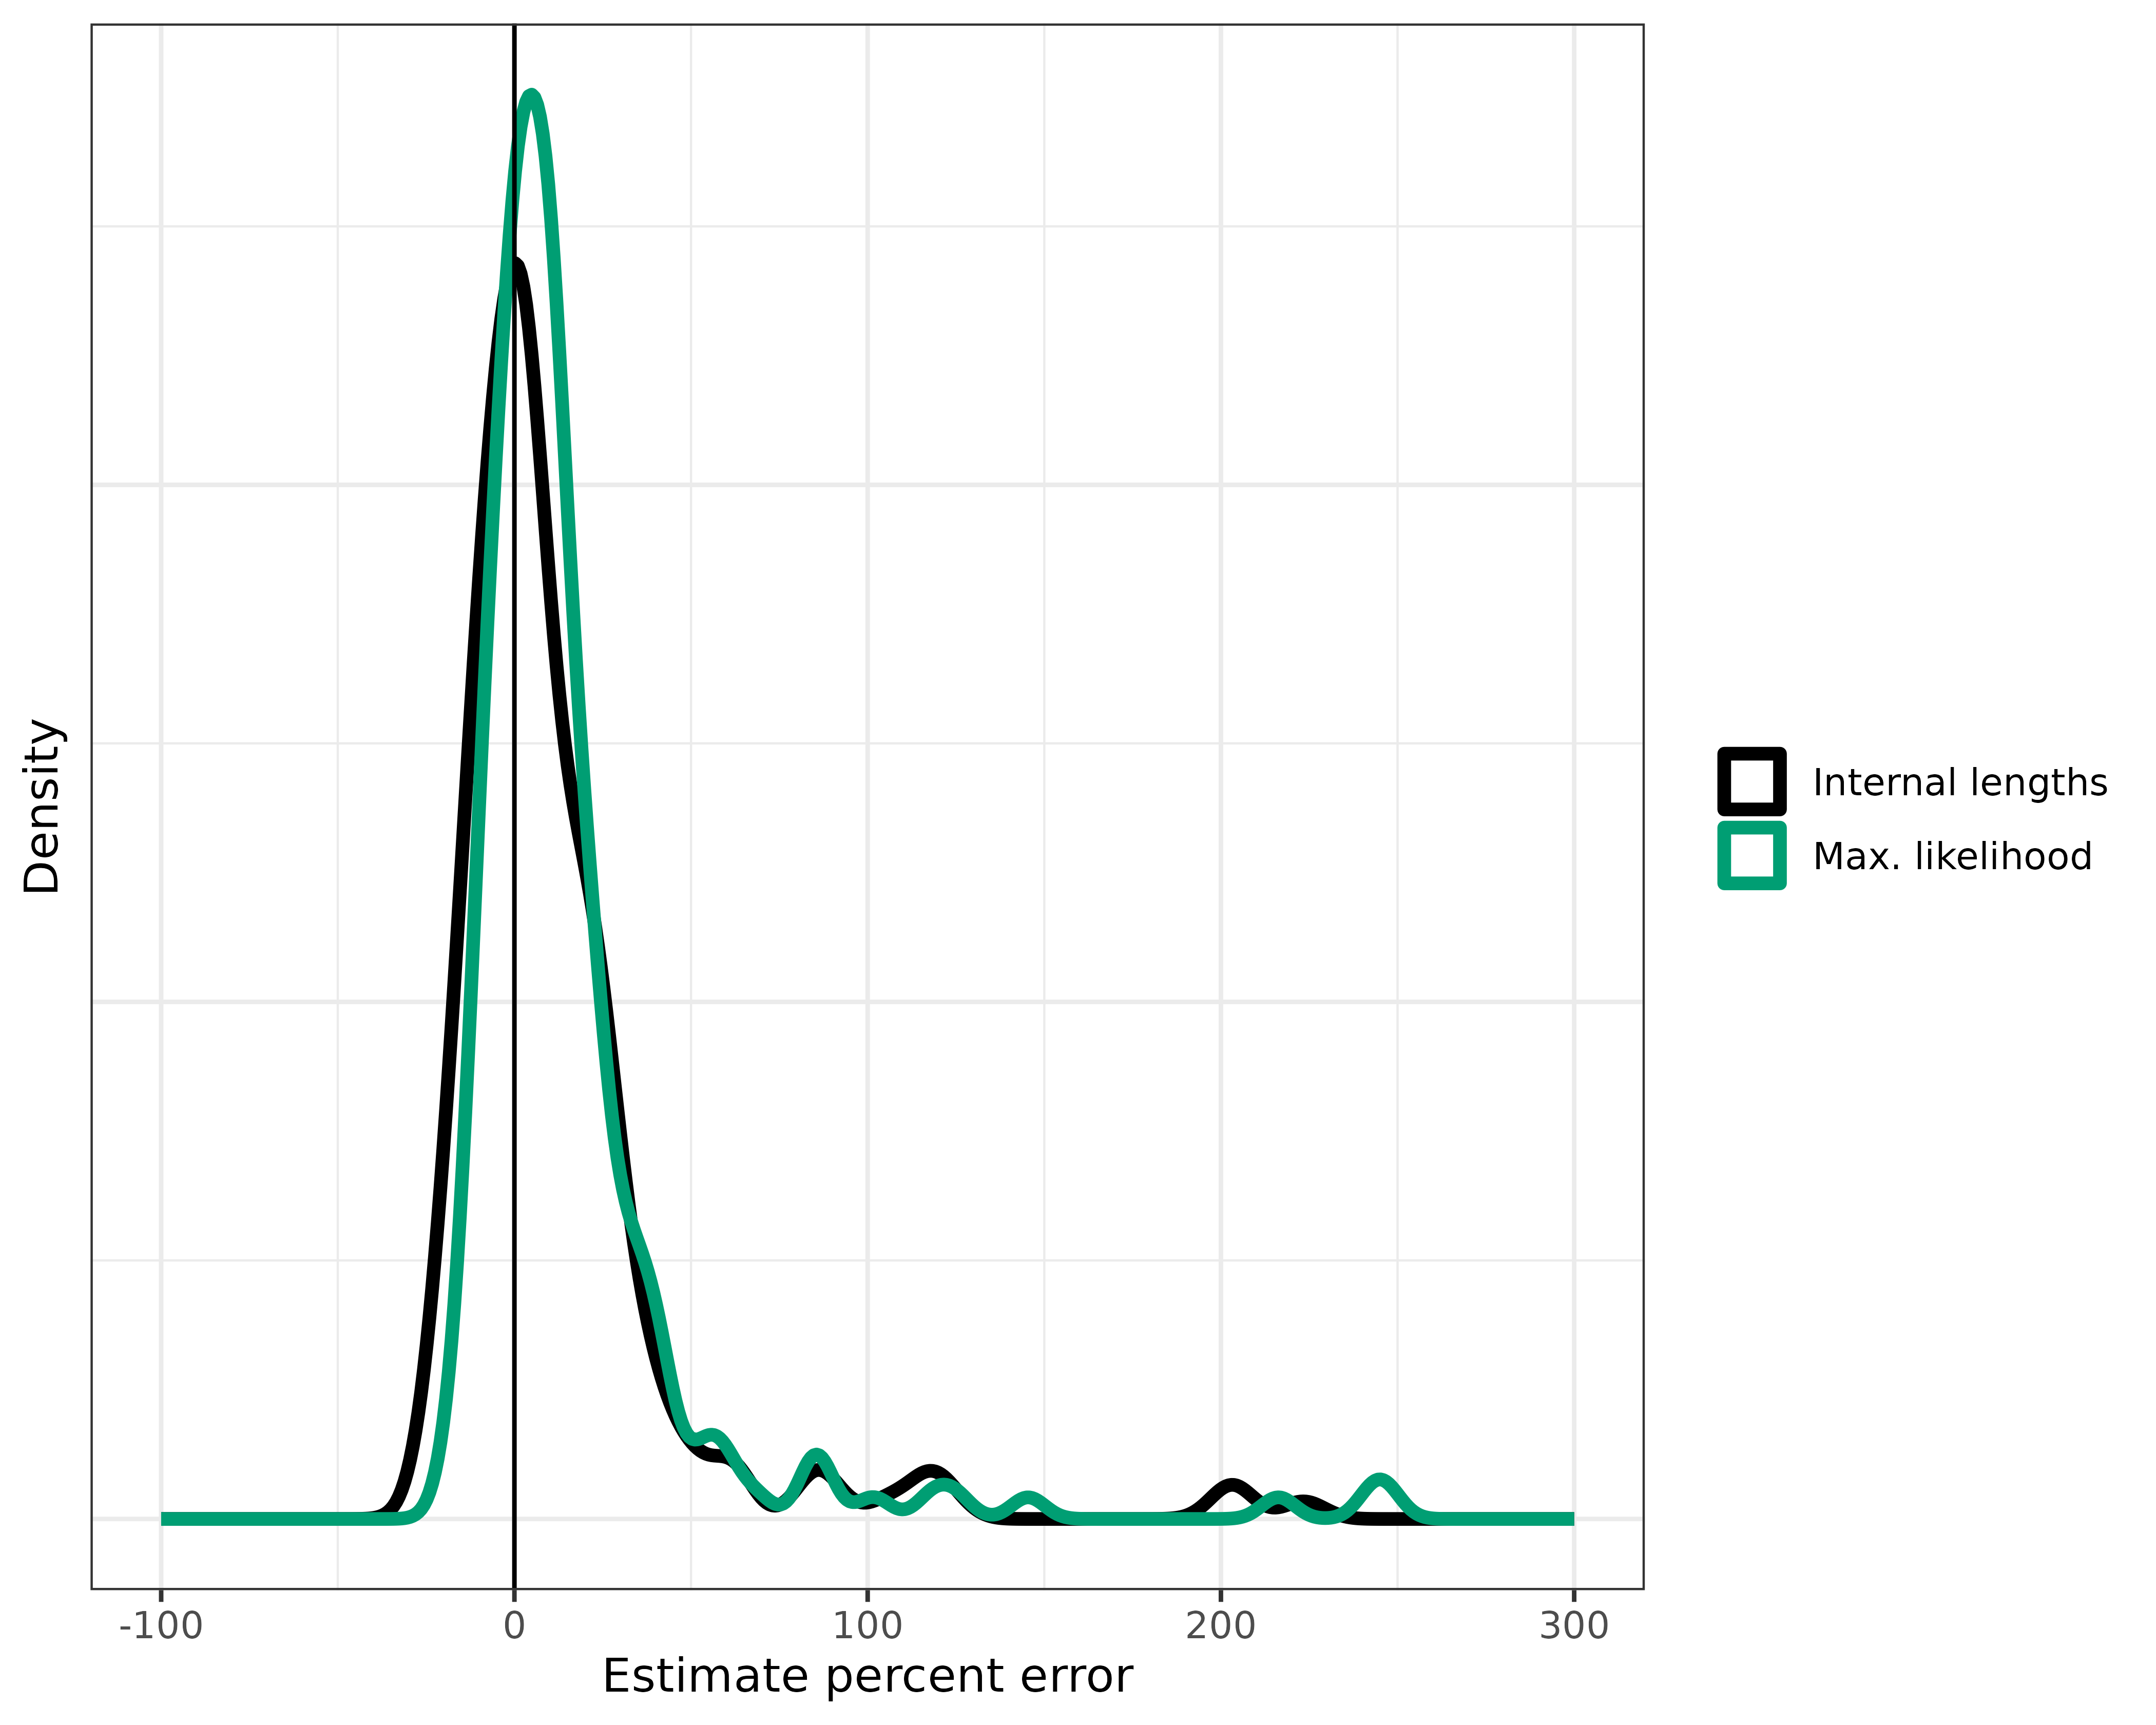 Density
Internal lengths
Max. likelihood
-100 0 100 200 300
Estimate percent error